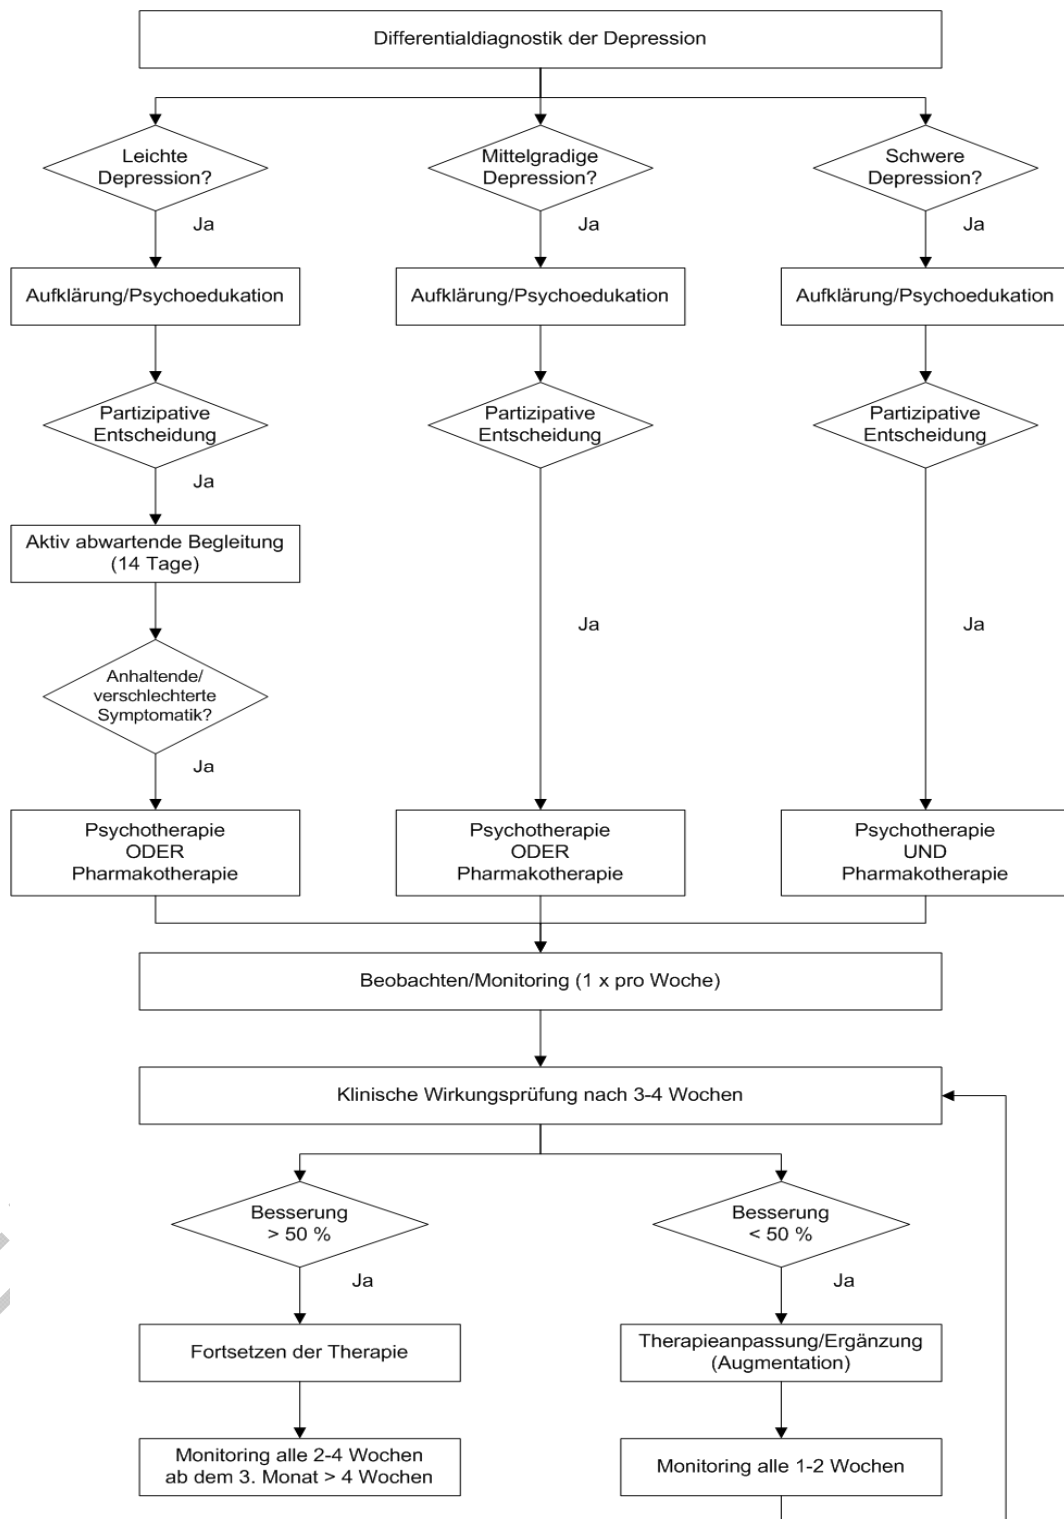 Differentialdiagnostik der Depression
Leichte
Depression?
Mittelgradige
Depression?
Schwere
Depression?
Ja
Ja
Ja
Aufklärung/Psychoedukation
Aufklärung/Psychoedukation
Aufklärung/Psychoedukation
Partizipative
Entscheidung
Partizipative
Entscheidung
Partizipative
Entscheidung
Ja
Aktiv abwartende Begleitung
(14 Tage)
Ja
Ja
Anhaltende/
verschlechterte
Symptomatik?
Ja
Psychotherapie
ODER
Pharmakotherapie
Psychotherapie
ODER
Pharmakotherapie
Psychotherapie
UND
Pharmakotherapie
Beobachten/Monitoring (1 x pro Woche)
Klinische Wirkungsprüfung nach 3-4 Wochen
Besserung
> 50 %
Besserung
< 50 %
Ja
Ja
Fortsetzen der Therapie
Therapieanpassung/Ergänzung
(Augmentation)
Monitoring alle 2-4 Wochen
ab dem 3. Monat > 4 Wochen
Monitoring alle 1-2 Wochen